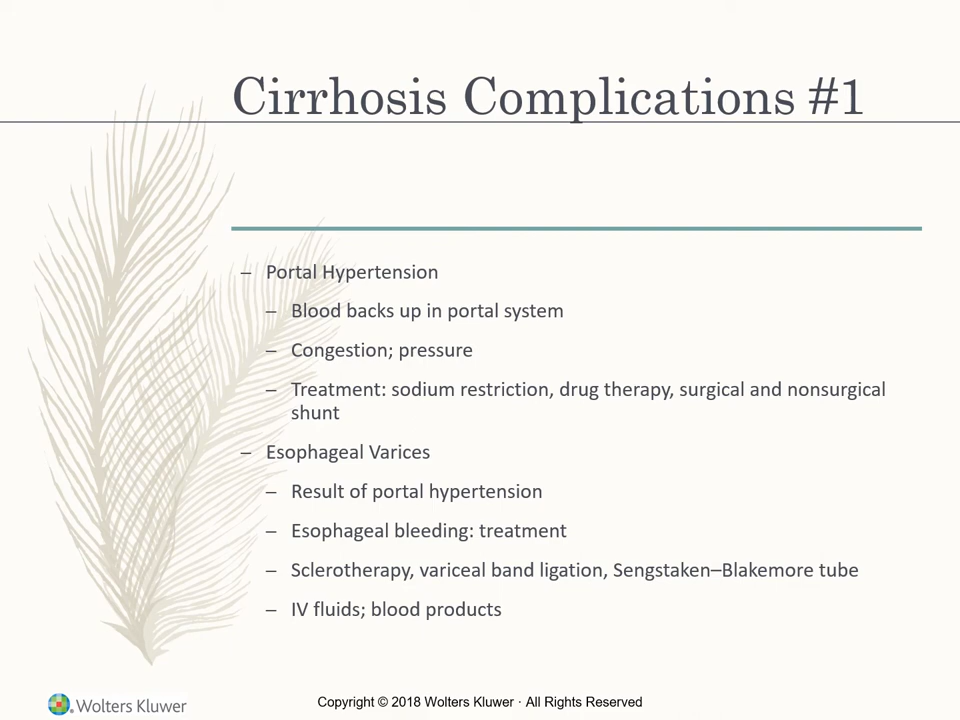 Cirrhosis Complications #1
– Portal Hypertension
– Blood backs up in portal system
– Congestion; pressure
– Treatment: sodium restriction, drug therapy, surgical and nonsurgical
shunt
– Esophageal Varices
– Result of portal hypertension
– Esophageal bleeding: treatment
– Sclerotherapy, variceal band ligation, Sengstaken–Blakemore tube
– IV fluids; blood products
Wolters Kluwer
Copyright © 2018 Wolters Kluwer · All Rights Reserved